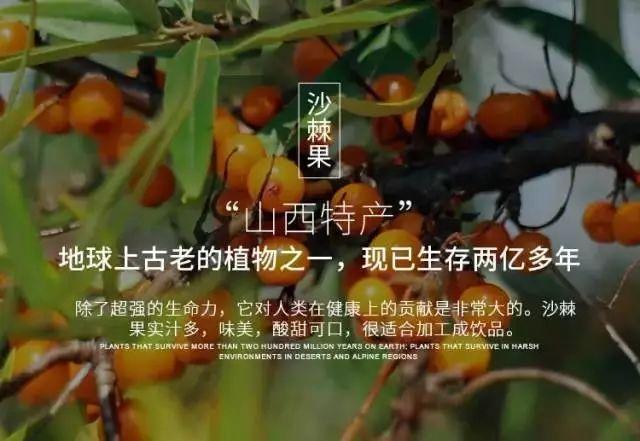 沙棘果
“山西特产”
地球上古老的植物之一，现已生存两亿多年
除了超强的生命力，它对人类在健康上的贡献是非常大的。沙棘
果实汁多，味美，酸甜可口，很适合加工成饮品。
PLANTS THAT SURVIVE MORE THAN TWO HUNDRED MILLION YEARS ON EARTH; PLANTS THAT SURVIVE IN HARSH
ENVIRONMENTS IN DESERTS AND ALPINE REGIONS